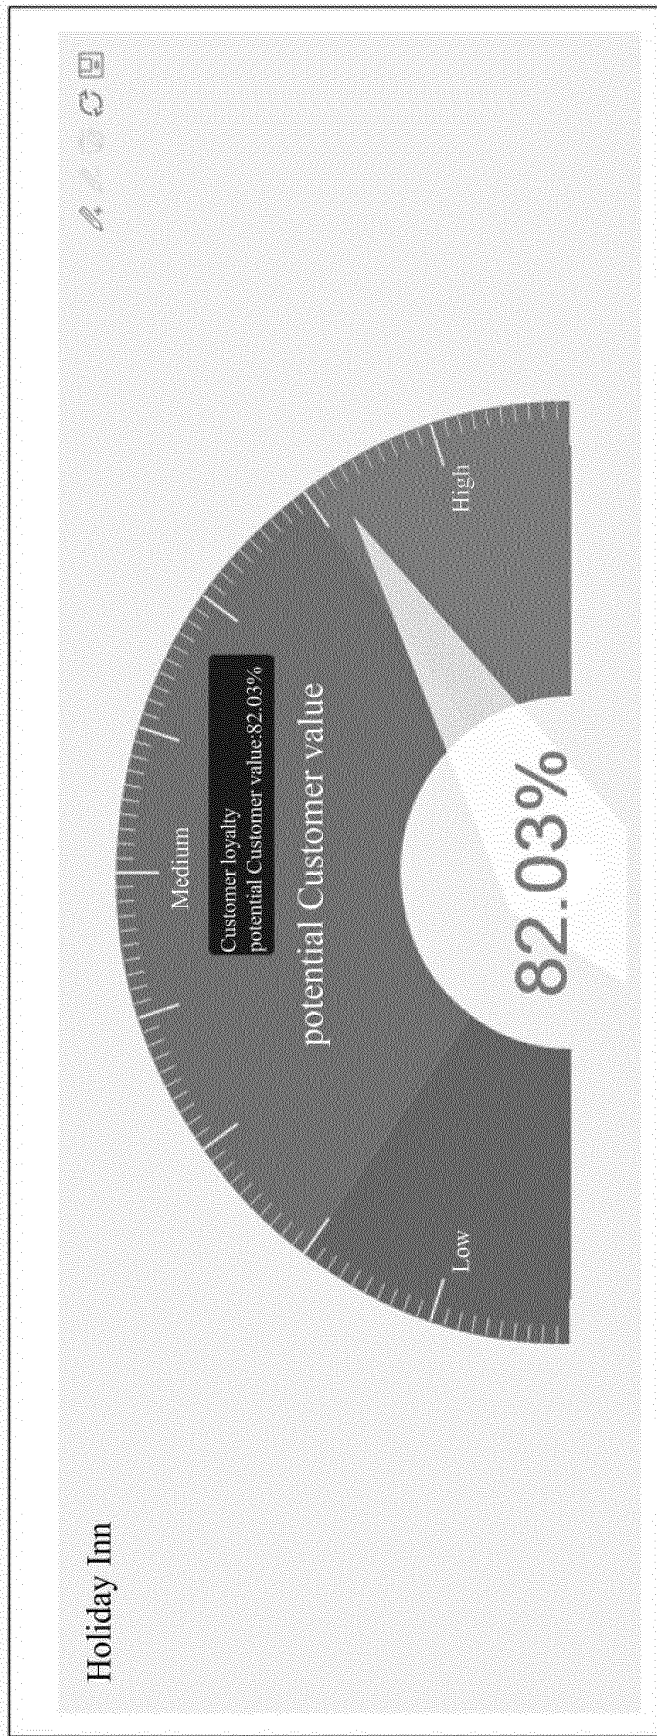 Holiday Inn
Low
Medium
High
Customer loyalty
potential Customer value:82.03%
potential Customer value
82.03%